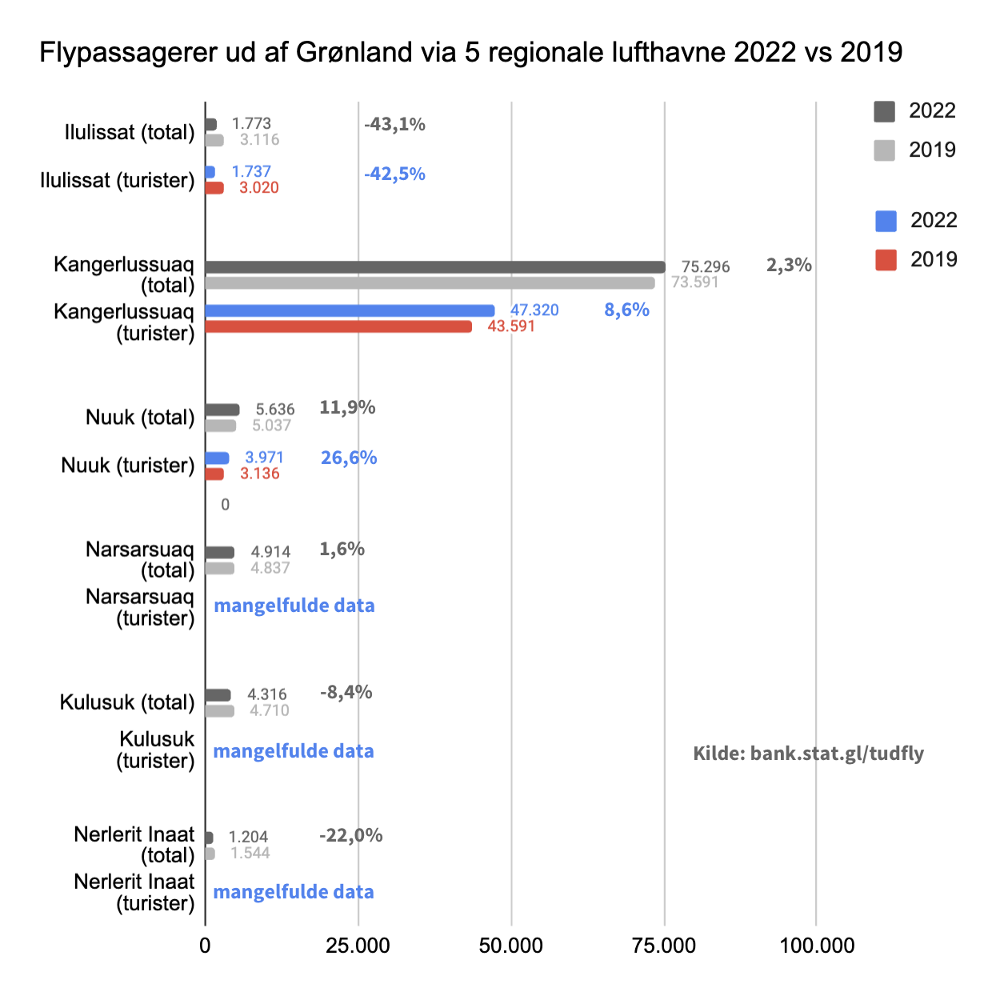 Flypassagerer ud af Grønland via 5 regionale lufthavne 2022 vs 2019
2022
2019
2022
2019
Ilulissat (total)
1.773
-43,1%
3.116
Ilulissat (turister)
1.737
-42,5%
3.020
Kangerlussuaq
(total)
75.296
2,3%
73.591
Kangerlussuaq
(turister)
47.320
8,6%
43.591
Nuuk (total)
5.636
11,9%
5.037
Nuuk (turister)
3.971
26,6%
3.136
0
Narsarsuaq
(total)
4.914
1,6%
4.837
Narsarsuaq
(turister)
mangelfulde data
Kulusuk (total)
4.316
-8,4%
4.710
Kulusuk
(turister)
mangelfulde data
Kilde: bank.stat.gl/tudfly
Nerlerit Inaat
(total)
1.204
-22,0%
1.544
Nerlerit Inaat
(turister)
mangelfulde data
0
25.000
50.000
75.000
100.000